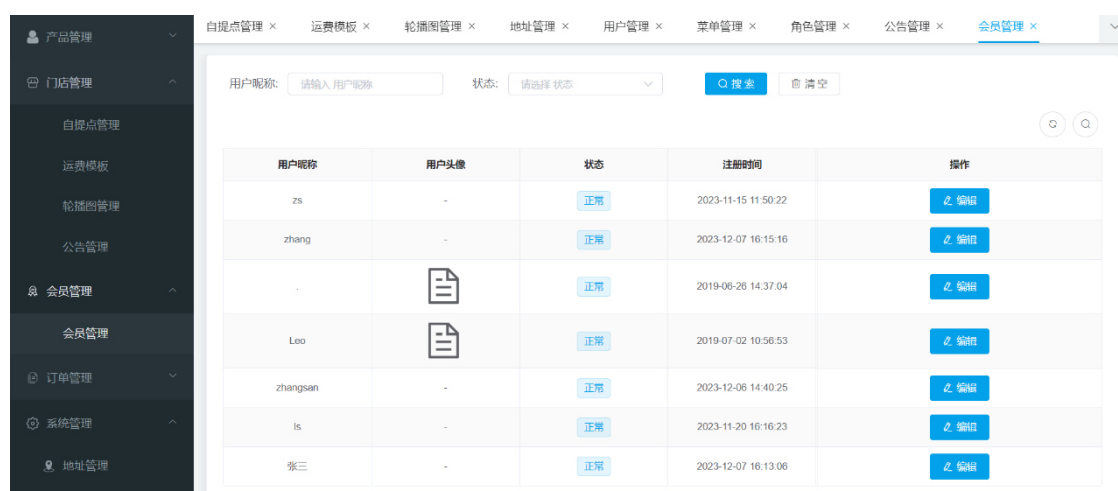 产品管理
门店管理
自提点管理
运费模板
轮播图管理
公告管理
会员管理
会员管理
订单管理
系统管理
地址管理
自提点管理 × 运费模板 × 轮播图管理 × 地址管理 × 用户管理 × 菜单管理 × 角色管理 × 公告管理 × 会员管理 ×
用户昵称: 请输入 用户昵称 状态: 请选择 状态 搜索 清空
用户昵称 用户头像 状态 注册时间 操作
zs - 正常 2023-11-15 11:50:22 编辑
zhang - 正常 2023-12-07 16:15:16 编辑
. 正常 2019-06-26 14:37:04 编辑
Leo 正常 2019-07-02 10:56:53 编辑
zhangsan - 正常 2023-12-06 14:40:25 编辑
ls - 正常 2023-11-20 16:16:23 编辑
张三 - 正常 2023-12-07 16:13:06 编辑